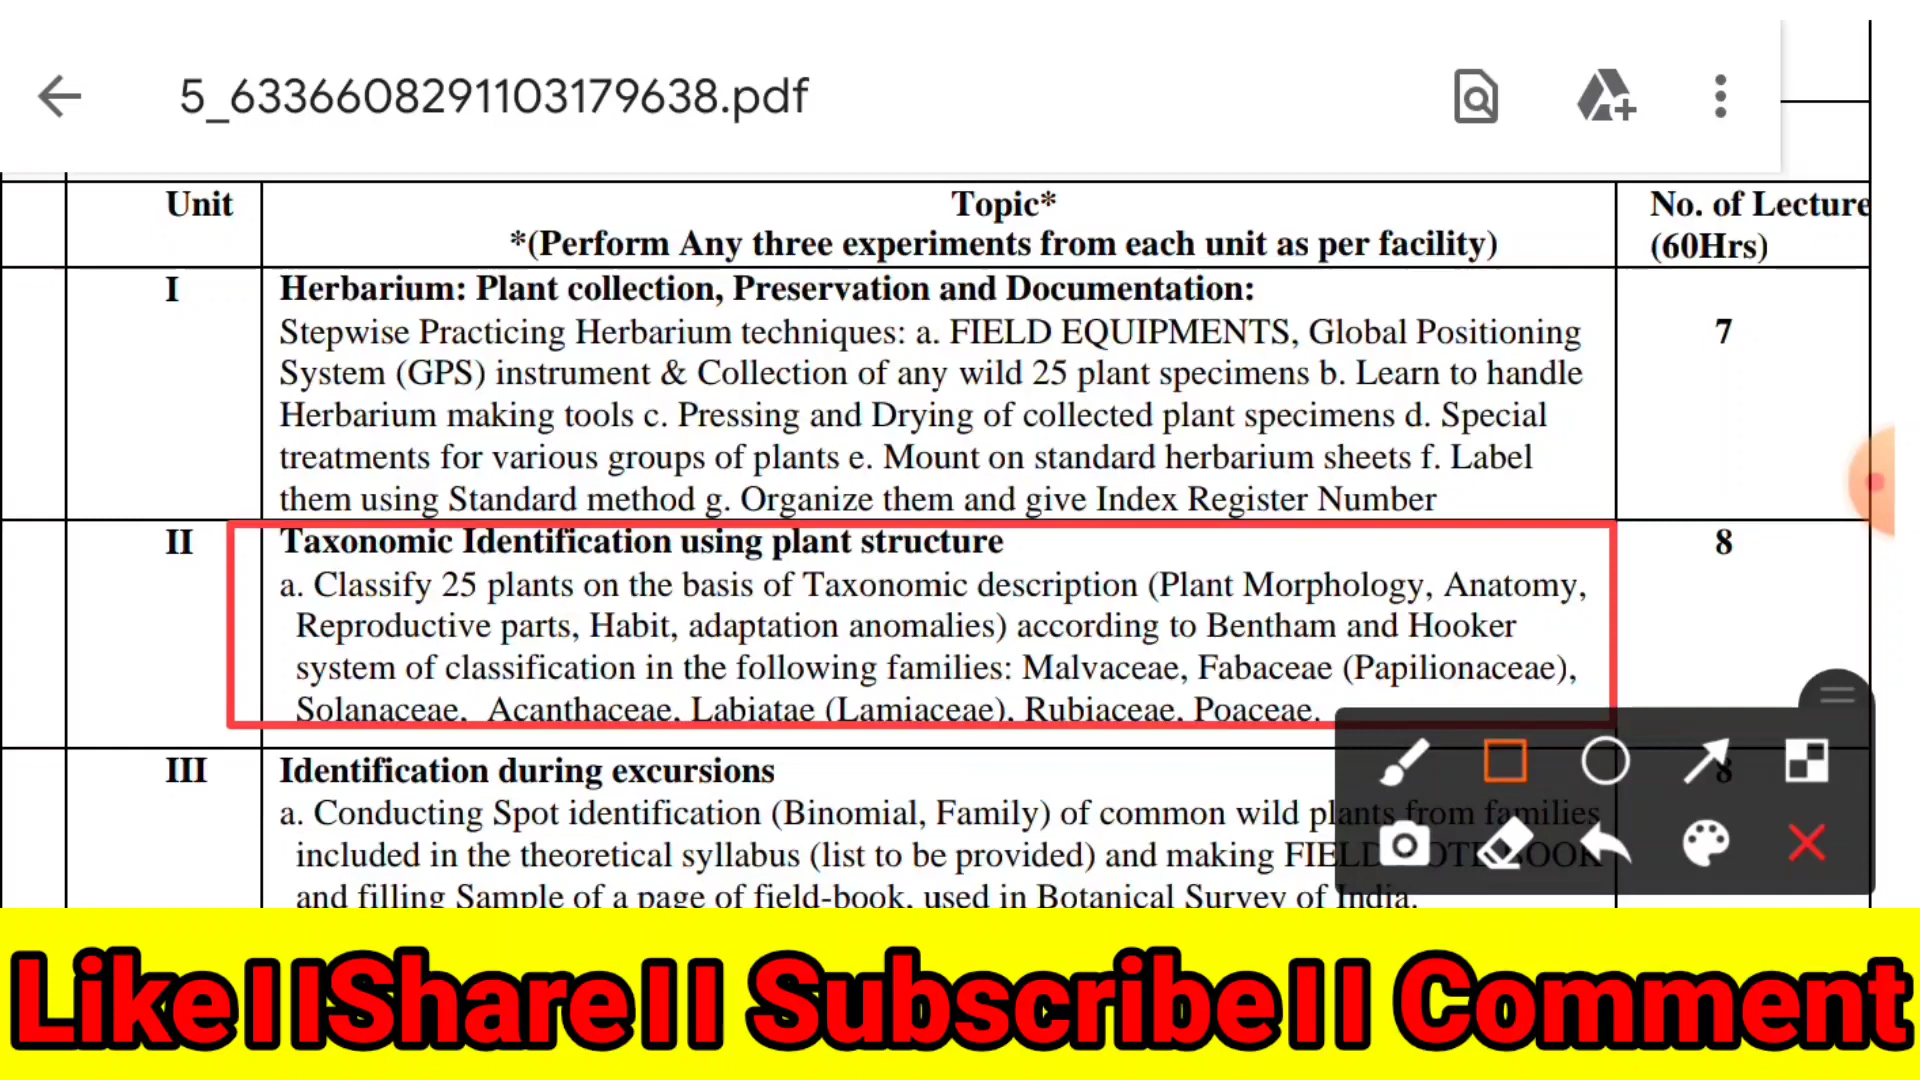 5_6336608291103179638.pdf
Unit Topic* No. of Lecture
*(Perform Any three experiments from each unit as per facility) (60Hrs)
I Herbarium: Plant collection, Preservation and Documentation:
Stepwise Practicing Herbarium techniques: a. FIELD EQUIPMENTS, Global Positioning 7
System (GPS) instrument & Collection of any wild 25 plant specimens b. Learn to handle
Herbarium making tools c. Pressing and Drying of collected plant specimens d. Special
treatments for various groups of plants e. Mount on standard herbarium sheets f. Label
them using Standard method g. Organize them and give Index Register Number
II Taxonomic Identification using plant structure 8
a. Classify 25 plants on the basis of Taxonomic description (Plant Morphology, Anatomy,
Reproductive parts, Habit, adaptation anomalies) according to Bentham and Hooker
system of classification in the following families: Malvaceae, Fabaceae (Papilionaceae),
Solanaceae, Acanthaceae, Labiatae (Lamiaceae), Rubiaceae, Poaceae.
III Identification during excursions 8
a. Conducting Spot identification (Binomial, Family) of common wild plants from families
included in the theoretical syllabus (list to be provided) and making FIELD NOTE BOOK
and filling Sample of a page of field-book, used in Botanical Survey of India.
Like||Share|| Subscribe|| Comment